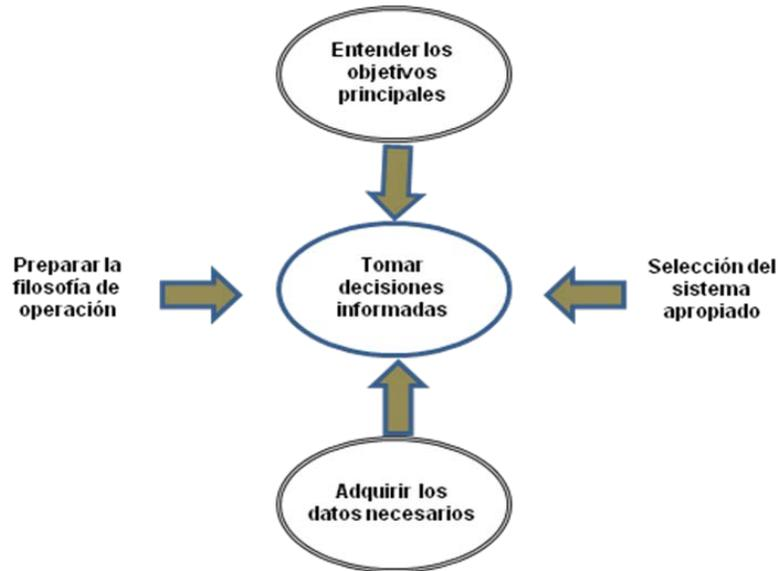 Entender los
objetivos
principales
Preparar la
filosofía de
operación
Tomar
decisiones
informadas
Selección del
sistema
apropiado
Adquirir los
datos necesarios